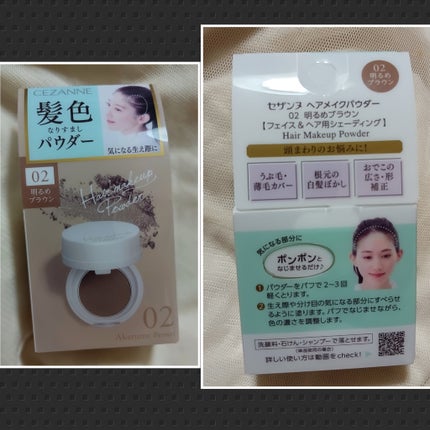 CEZANNE
髪色
なりすまし
パウダー
気になる生え際に
02
明るめ
ブラウン
Hair makeup
Powder
02
02
明るめ
ブラウン
セザンヌ ヘアメイクパウダー
02 明るめブラウン
【フェイス&ヘア用シェーディング】
Hair Makeup Powder
頭まわりのお悩みに!
うぶ毛・
薄毛カバー
根元の
白髪ぼかし
おでこの
広さ・形
補正
気になる部分に
ポンポンと
なじませるだけ♪
1 パウダーをパフで2~3回
軽くとります。
2 生え際や分け目の気になる部分にすべらせ
るように塗ります。パフでなじませながら、
色の濃さを調整します。
洗顔料・石けん・シャンプーで落とせます。
詳しい使い方は動画をcheck!